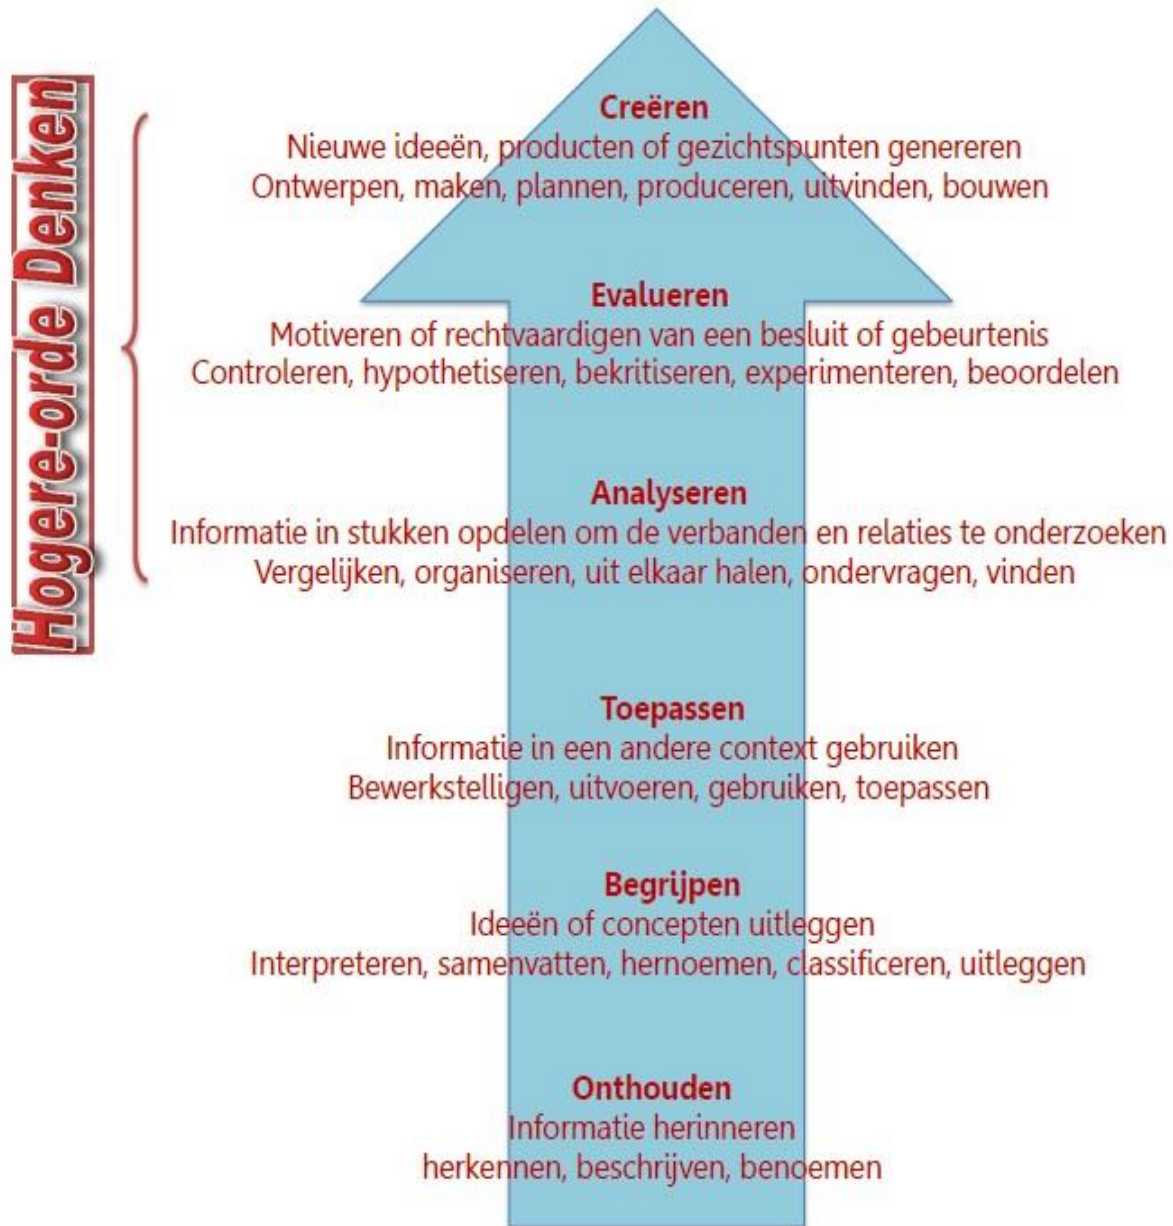 Hogere-orde Denken
Creëren
Nieuwe ideeën, producten of gezichtspunten genereren
Ontwerpen, maken, plannen, produceren, uitvinden, bouwen
Evalueren
Motiveren of rechtvaardigen van een besluit of gebeurtenis
Controleren, hypothetiseren, bekritiseren, experimenteren, beoordelen
Analyseren
Informatie in stukken opdelen om de verbanden en relaties te onderzoeken
Vergelijken, organiseren, uit elkaar halen, ondervragen, vinden
Toepassen
Informatie in een andere context gebruiken
Bewerkstelligen, uitvoeren, gebruiken, toepassen
Begrijpen
Ideeën of concepten uitleggen
Interpreteren, samenvatten, hernoemen, classificeren, uitleggen
Onthouden
Informatie herinneren
herkennen, beschrijven, benoemen